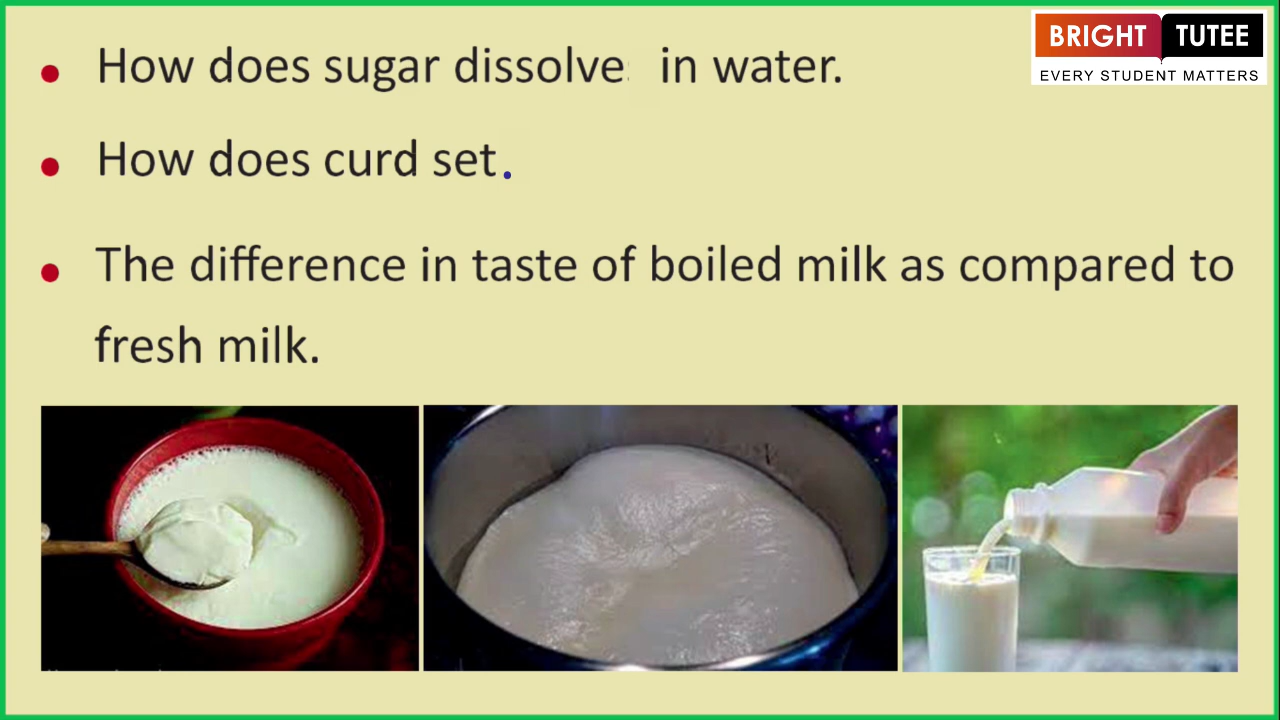 BRIGHT TUTEE
EVERY STUDENT MATTERS
How does sugar dissolve in water.
How does curd set.
The difference in taste of boiled milk as compared to
fresh milk.